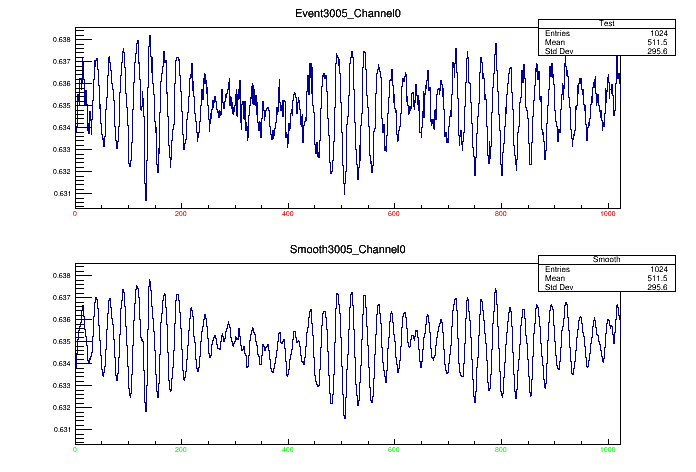 Event3005_Channel0
Test
Entries 1024
Mean 511.5
Std Dev 295.6
0.638
0.637
0.636
0.635
0.634
0.633
0.632
0.631
0 200 400 600 800 1000
Smooth3005_Channel0
Smooth
Entries 1024
Mean 511.5
Std Dev 295.6
0.638
0.637
0.636
0.635
0.634
0.633
0.632
0.631
0 200 400 600 800 1000